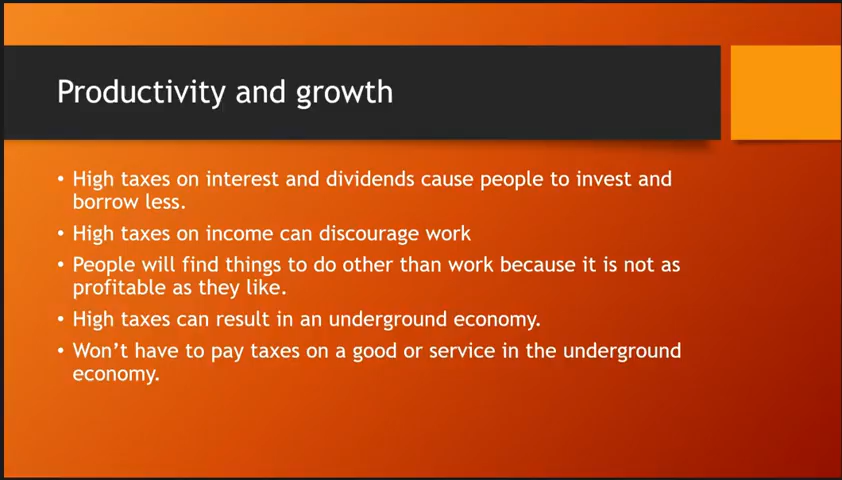 Productivity and growth
• High taxes on interest and dividends cause people to invest and
borrow less.
• High taxes on income can discourage work
• People will find things to do other than work because it is not as
profitable as they like.
• High taxes can result in an underground economy.
• Won't have to pay taxes on a good or service in the underground
economy.